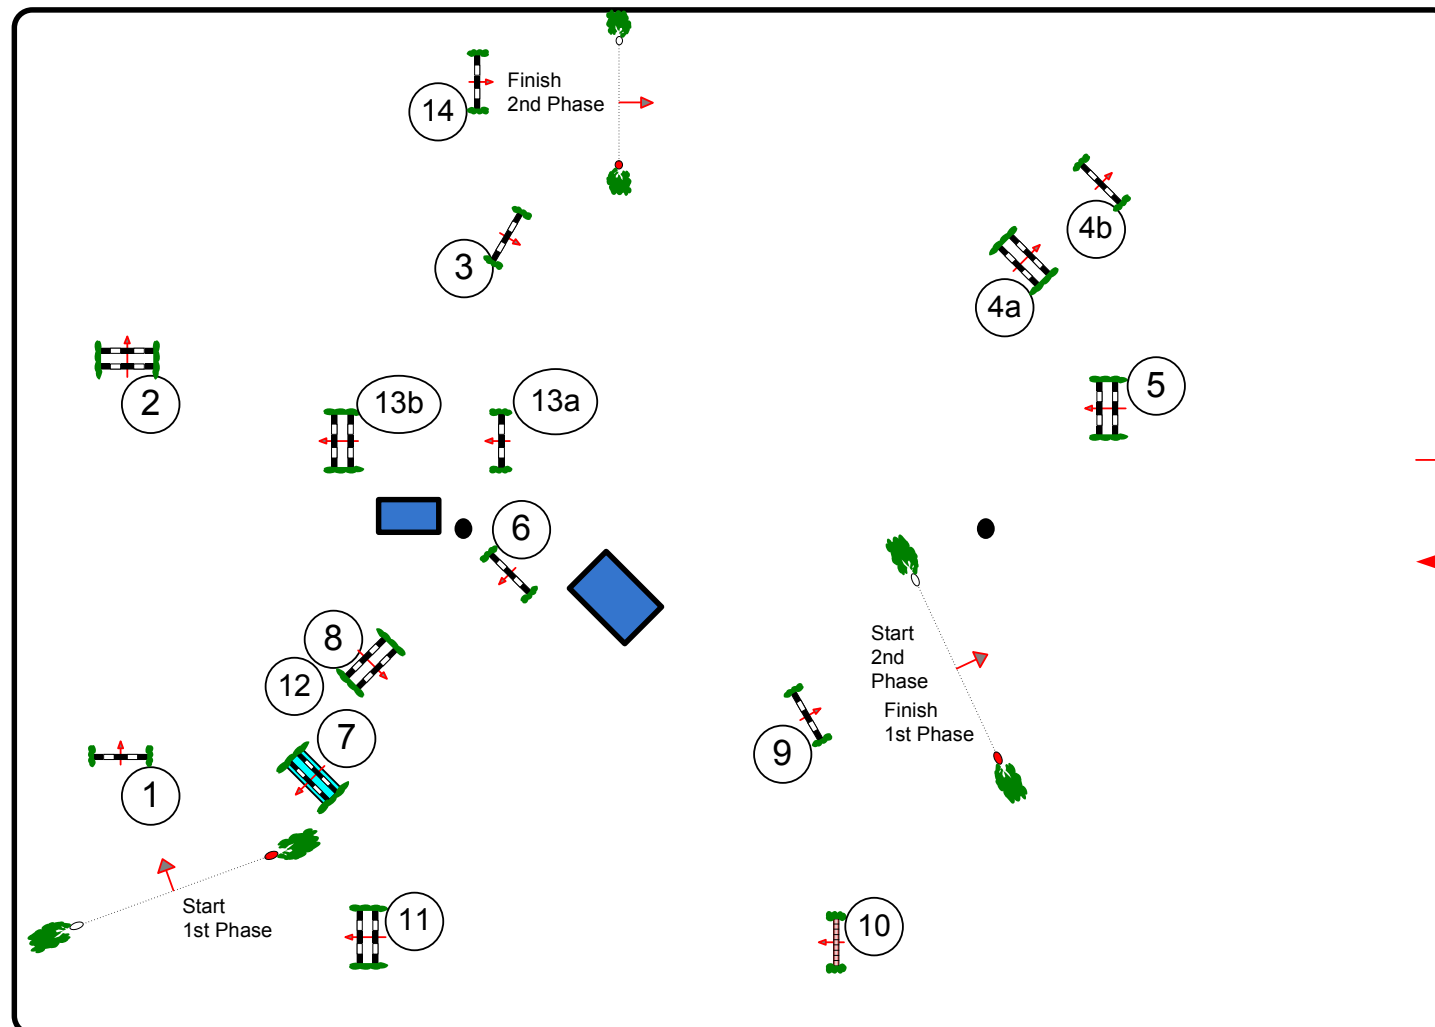 14
Finish
2nd Phase
3
4b
4a
2
13b
13a
5
6
8
12
7
Start
2nd
Phase
Finish
1st Phase
9
1
Start
1st Phase
11
10